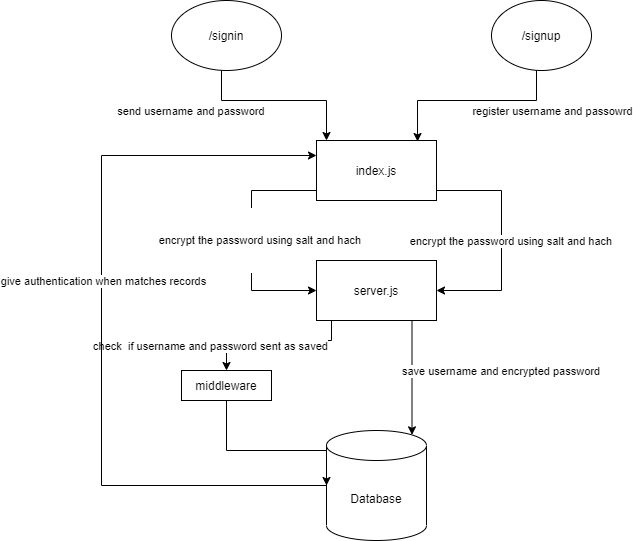 /signin
/signup
send username and password
register username and passowrd
index.js
encrypt the password using salt and hach
encrypt the password using salt and hach
give authentication when matches records
server.js
check  if username and password sent as saved
save username and encrypted password
middleware
Database